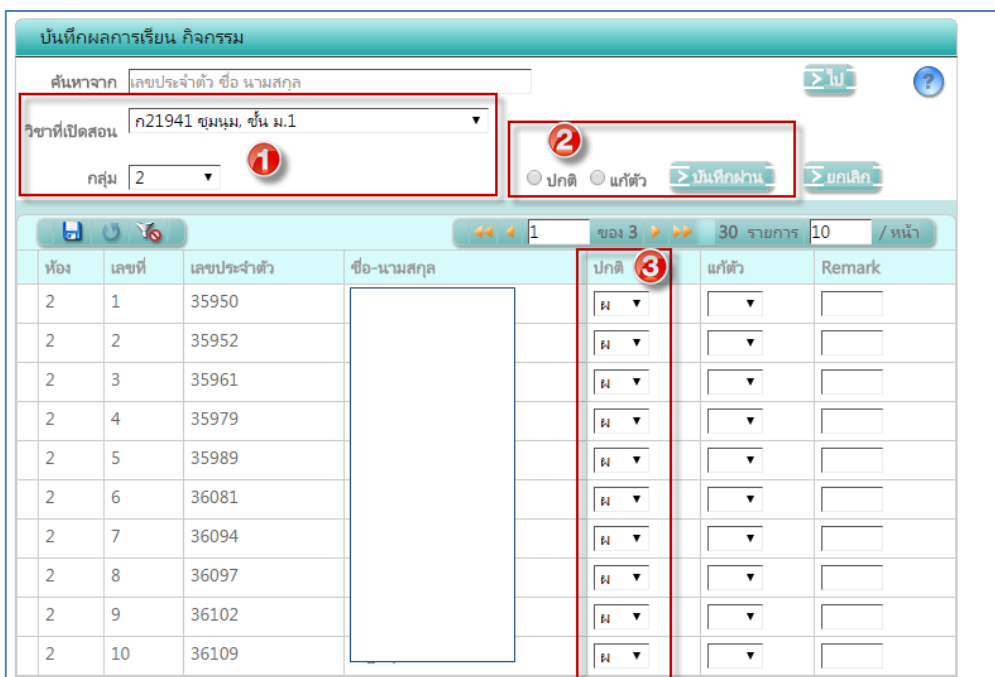 บันทึกผลการเรียน กิจกรรม
ค้นหาจาก เลขประจำตัว ชื่อ นามสกุล ไป ?
วิชาที่เปิดสอน ก21941 ชุมนุม, ชั้น ม.1
1 2
กลุ่ม 2 ปกติ แก้ตัว บันทึกผ่าน ยกเลิก
1 ของ 3 30 รายการ 10 / หน้า
ห้อง เลขที่ เลขประจำตัว ชื่อ-นามสกุล ปกติ 3 แก้ตัว Remark
2 1 35950 ผ
2 2 35952 ผ
2 3 35961 ผ
2 4 35979 ผ
2 5 35989 ผ
2 6 36081 ผ
2 7 36094 ผ
2 8 36097 ผ
2 9 36102 ผ
2 10 36109 ผ